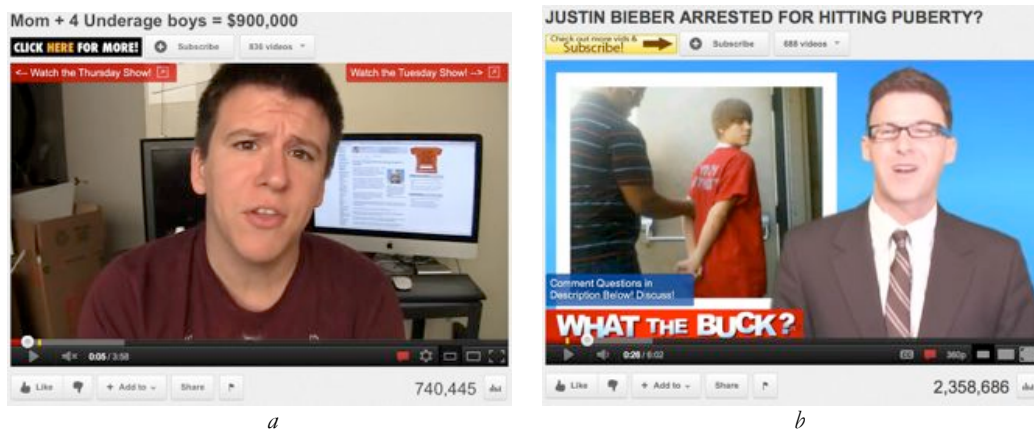 Mom + 4 Underage boys = $900,000
CLICK HERE FOR MORE!
Subscribe
836 videos
<-- Watch the Thursday Show!
Watch the Tuesday Show! -->
0:05 / 3:58
Like
+ Add to
Share
740,445
a
JUSTIN BIEBER ARRESTED FOR HITTING PUBERTY?
Check out more vids &
Subscribe!
Subscribe
688 videos
Comment Questions in
Description Below! Discuss!
WHAT THE BUCK?
0:26 / 6:02
CC
360p
Like
+ Add to
Share
2,358,686
b